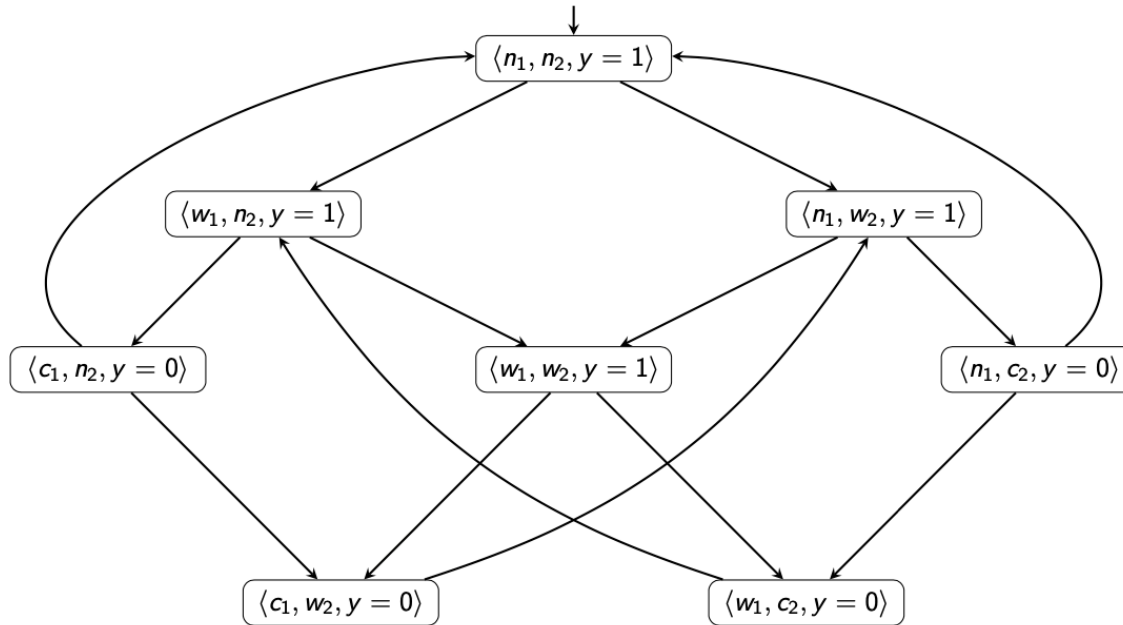 ⟨n₁, n₂, y = 1⟩
⟨w₁, n₂, y = 1⟩
⟨n₁, w₂, y = 1⟩
⟨c₁, n₂, y = 0⟩
⟨w₁, w₂, y = 1⟩
⟨n₁, c₂, y = 0⟩
⟨c₁, w₂, y = 0⟩
⟨w₁, c₂, y = 0⟩